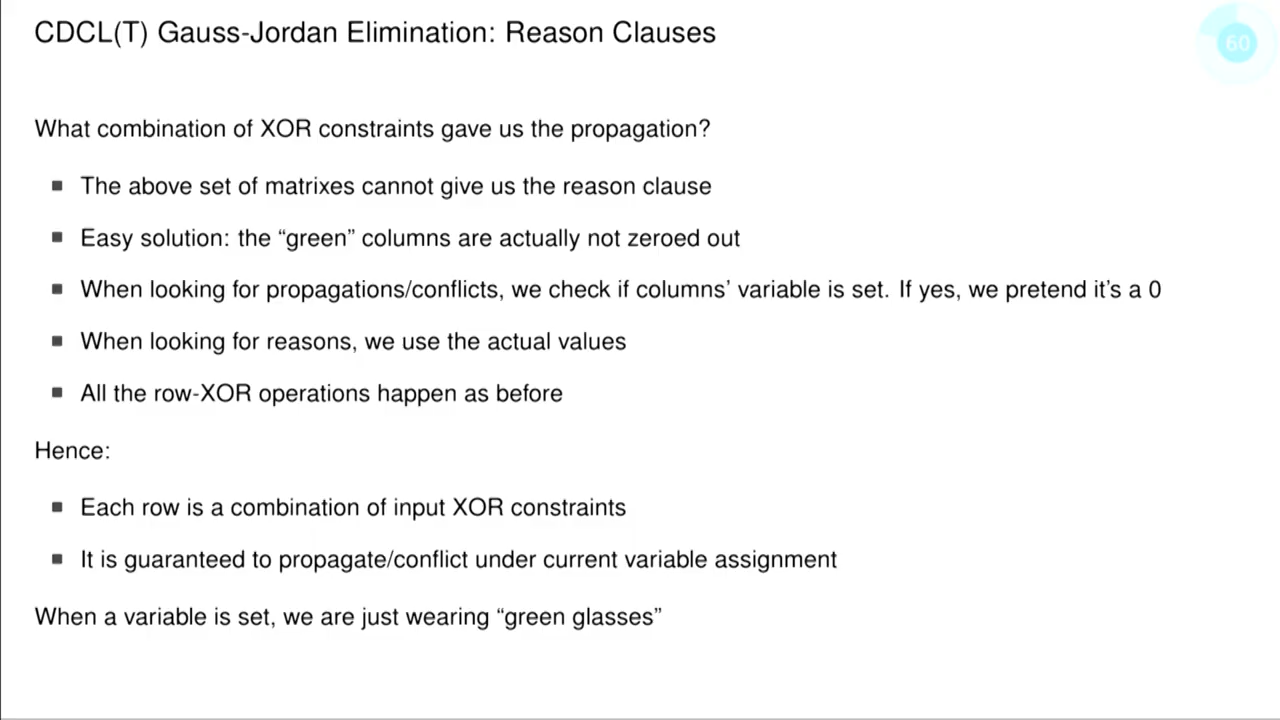 CDCL(T) Gauss-Jordan Elimination: Reason Clauses
60
What combination of XOR constraints gave us the propagation?
The above set of matrixes cannot give us the reason clause
Easy solution: the “green” columns are actually not zeroed out
When looking for propagations/conflicts, we check if columns’ variable is set. If yes, we pretend it’s a 0
When looking for reasons, we use the actual values
All the row-XOR operations happen as before
Hence:
Each row is a combination of input XOR constraints
It is guaranteed to propagate/conflict under current variable assignment
When a variable is set, we are just wearing “green glasses”